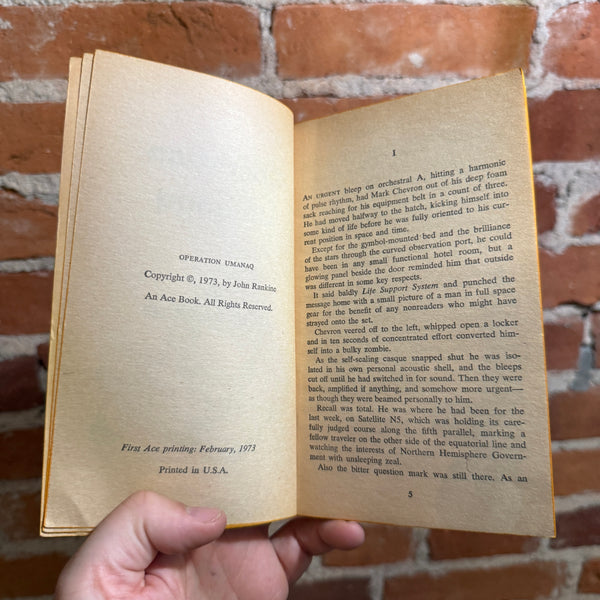 OPERATION UMANAQ
Copyright ©, 1973, by John Rankine
An Ace Book. All Rights Reserved.
First Ace printing: February, 1973
Printed in U.S.A.
I
AN URGENT bleep on orchestral A, hitting a harmonic
of pulse rhythm, had Mark Chevron out of his deep foam
sack reaching for his equipment belt in a count of three.
He had moved halfway to the hatch, kicking himself into
some kind of life before he was fully oriented to his cur-
rent position in space and time.
Except for the gymbol-mounted bed and the brilliance
of the stars through the curved observation port, he could
have been in any small functional hotel room, but a
glowing panel beside the door reminded him that outside
was different in some key respects.
It said baldly Life Support System and punched the
message home with a small picture of a man in full space
gear for the benefit of any nonreaders who might have
strayed onto the set.
Chevron veered off to the left, whipped open a locker
and in ten seconds of concentrated effort converted him-
self into a bulky zombie.
As the self-sealing casque snapped shut he was iso-
lated in his own personal acoustic shell, and the bleeps
cut off until he had switched in for sound. Then they were
back, amplified if anything, and somehow more urgent—
as though they were beamed personally to him.
Recall was total. He was where he had been for the
last week, on Satellite N5, which was holding its care-
fully judged course along the fifth parallel, marking a
fellow traveler on the other side of the equatorial line and
watching the interests of Northern Hemisphere Govern-
ment with unsleeping zeal.
Also the bitter question mark was still there. As an
5